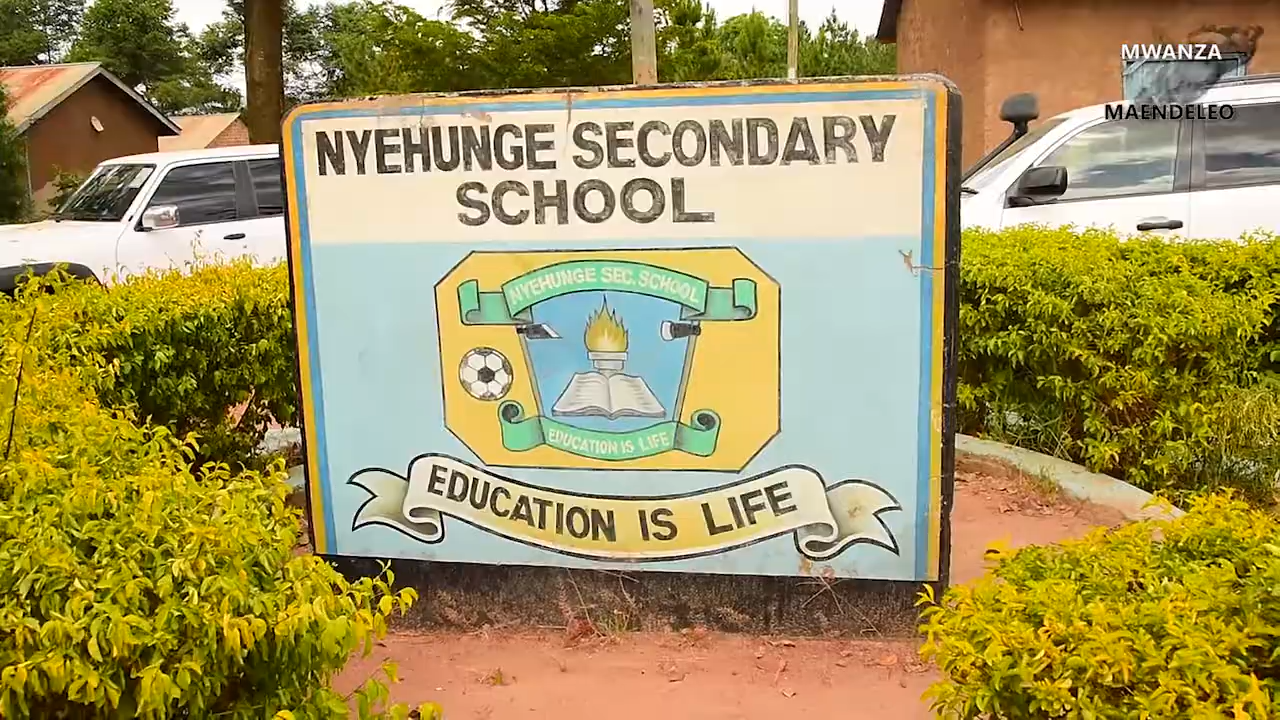 MWANZA
MAENDELEO
NYEHUNGE SECONDARY
SCHOOL
NYEHUNGE SEC. SCHOOL
EDUCATION IS LIFE
EDUCATION IS LIFE